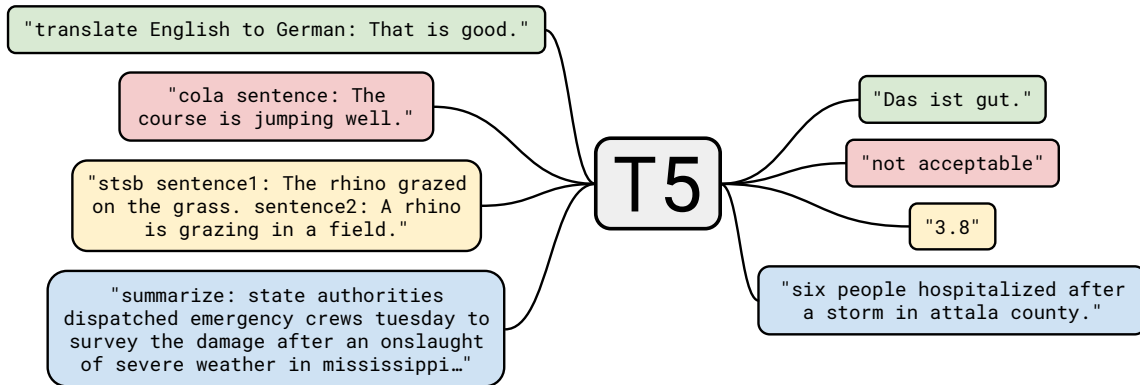 "translate English to German: That is good."
"cola sentence: The
course is jumping well."
"stsb sentence1: The rhino grazed
on the grass. sentence2: A rhino
is grazing in a field."
"summarize: state authorities
dispatched emergency crews tuesday to
survey the damage after an onslaught
of severe weather in mississippi…"
T5
"Das ist gut."
"not acceptable"
"3.8"
"six people hospitalized after
a storm in attala county."